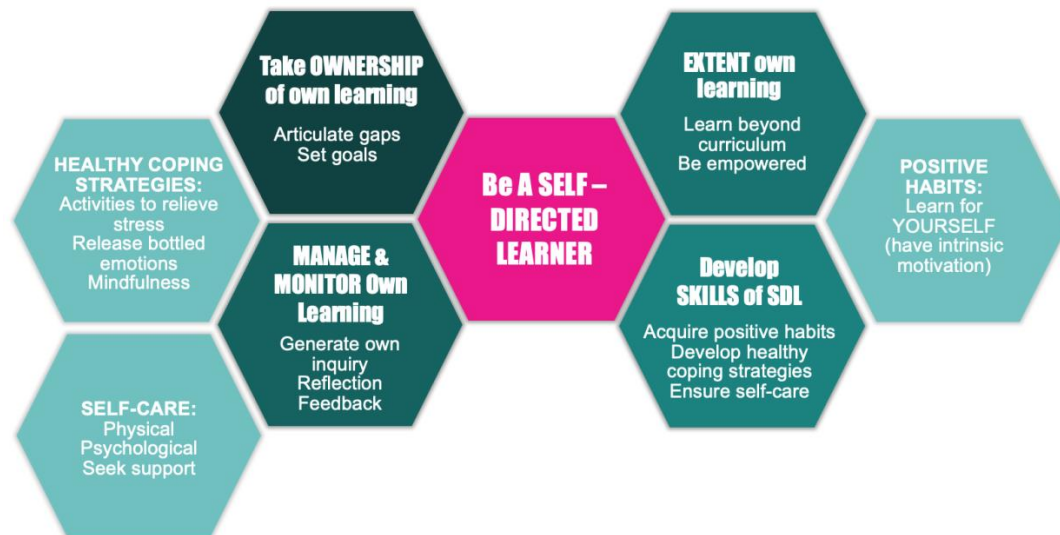 Take OWNERSHIP
of own learning
Articulate gaps
Set goals
EXTENT own
learning
Learn beyond
curriculum
Be empowered
HEALTHY COPING
STRATEGIES:
Activities to relieve
stress
Release bottled
emotions
Mindfulness
Be A SELF –
DIRECTED
LEARNER
POSITIVE
HABITS:
Learn for
YOURSELF
(have intrinsic
motivation)
MANAGE &
MONITOR Own
Learning
Generate own
inquiry
Reflection
Feedback
Develop
SKILLS of SDL
Acquire positive habits
Develop healthy
coping strategies
Ensure self-care
SELF-CARE:
Physical
Psychological
Seek support